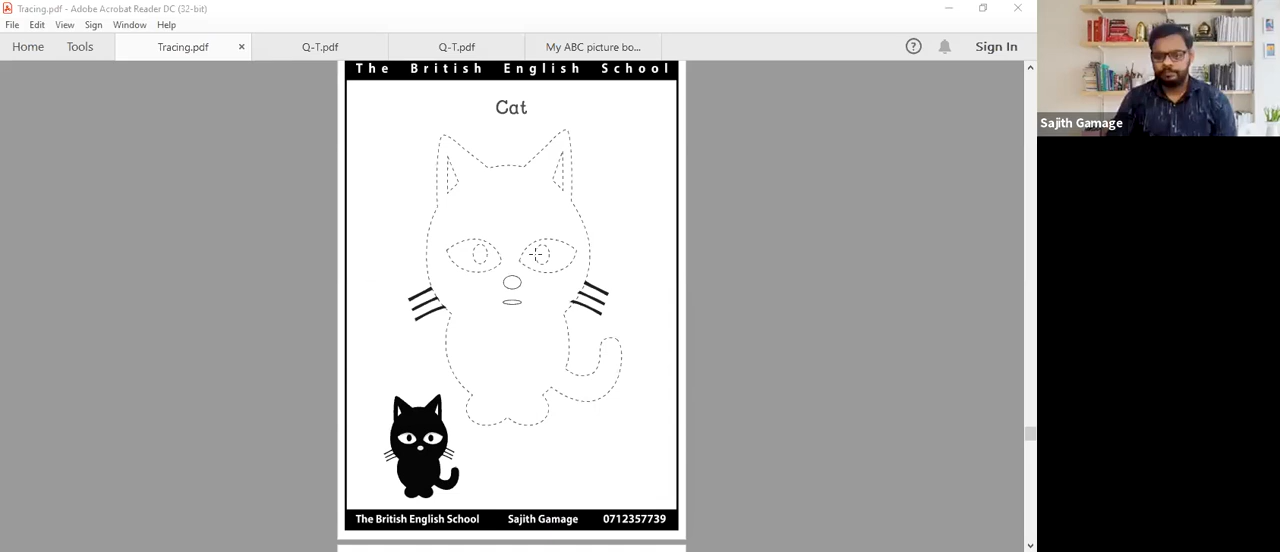 Tracing.pdf - Adobe Acrobat Reader DC (32-bit)
File Edit View Sign Window Help
Home Tools Tracing.pdf Q-T.pdf Q-T.pdf My ABC picture bo... Sign In
The British English School
Cat
Sajith Gamage
The British English School Sajith Gamage 0712357739